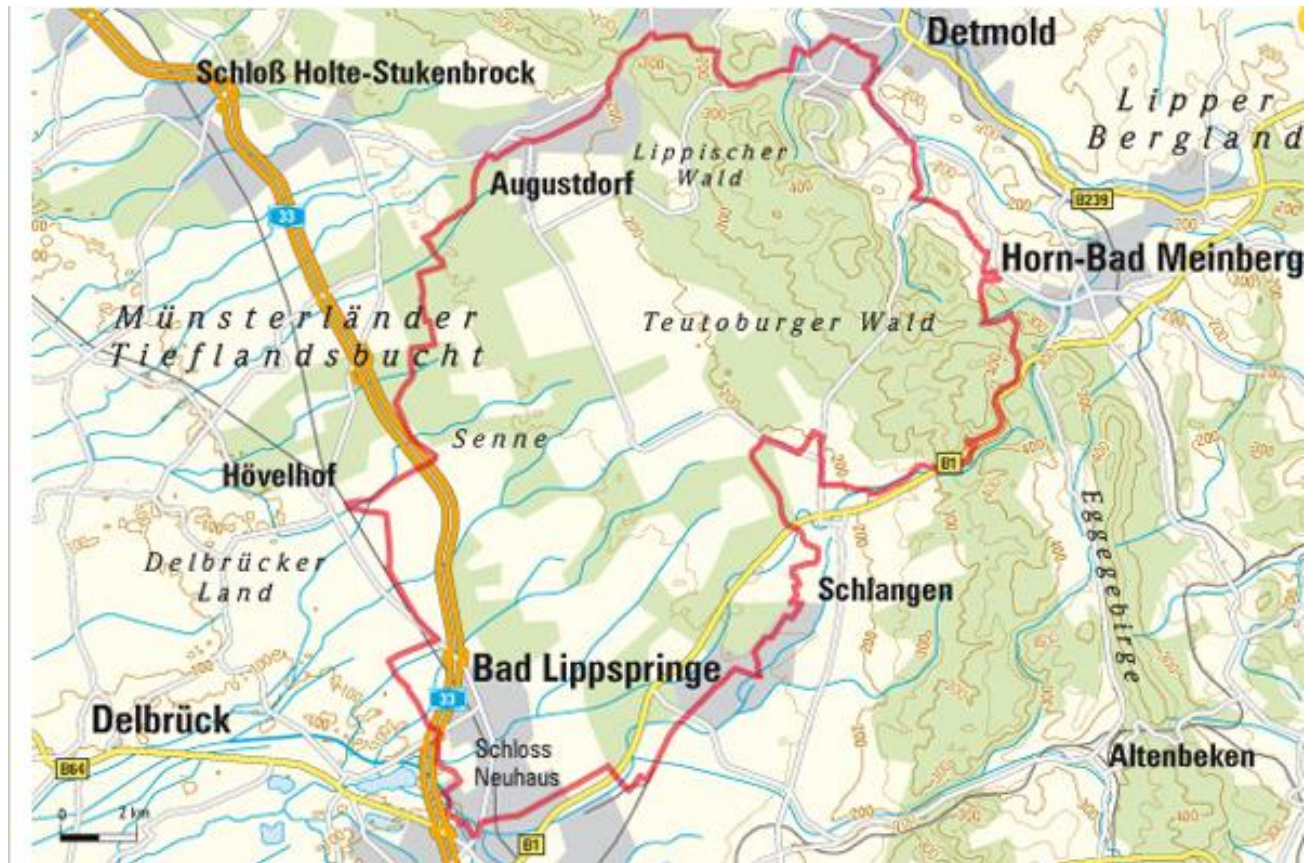 Detmold
Schloß Holte-Stukenbrock
Lipper
Bergland
Lippischer
Wald
Augustdorf
33
B239
Horn-Bad Meinberg
Münsterländer
Tieflandsbucht
Teutoburger Wald
Senne
Hövelhof
B1
Eggegebirge
Delbrücker
Land
Schlangen
Bad Lippspringe
33
Delbrück
Schloss
Neuhaus
Altenbeken
B64
0 2 km
B1